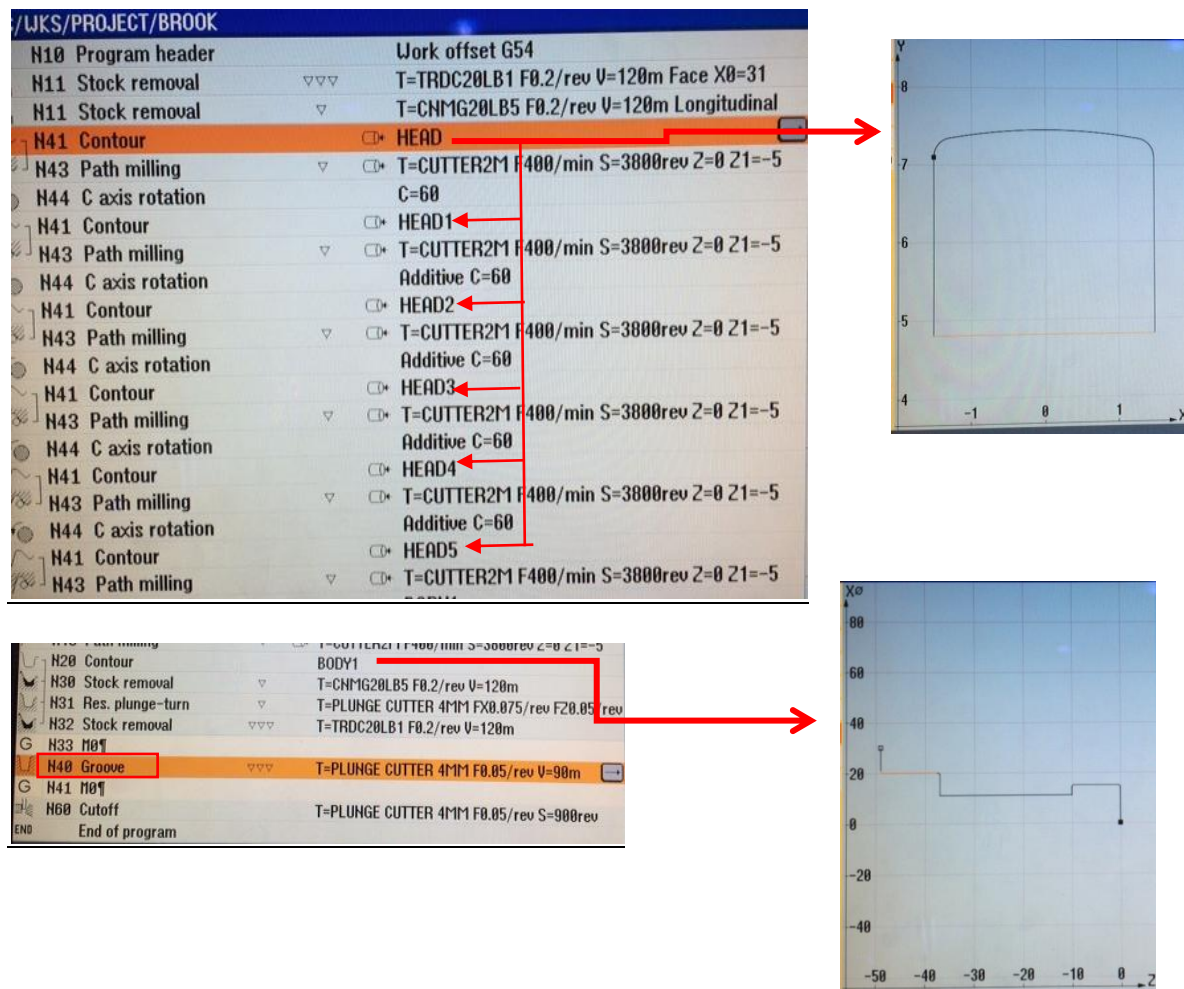 /WKS/PROJECT/BROOK
N10 Program header Work offset G54
N11 Stock removal ▽▽▽ T=TRDC20LB1 F0.2/rev V=120m Face X0=31
N11 Stock removal ▽ T=CNMG20LB5 F0.2/rev V=120m Longitudinal
N41 Contour HEAD
N43 Path milling ▽ T=CUTTER2M F400/min S=3800rev Z=0 Z1=-5
N44 C axis rotation C=60
N41 Contour HEAD1
N43 Path milling ▽ T=CUTTER2M F400/min S=3800rev Z=0 Z1=-5
N44 C axis rotation Additive C=60
N41 Contour HEAD2
N43 Path milling ▽ T=CUTTER2M F400/min S=3800rev Z=0 Z1=-5
N44 C axis rotation Additive C=60
N41 Contour HEAD3
N43 Path milling ▽ T=CUTTER2M F400/min S=3800rev Z=0 Z1=-5
N44 C axis rotation Additive C=60
N41 Contour HEAD4
N43 Path milling ▽ T=CUTTER2M F400/min S=3800rev Z=0 Z1=-5
N44 C axis rotation Additive C=60
N41 Contour HEAD5
N43 Path milling ▽ T=CUTTER2M F400/min S=3800rev Z=0 Z1=-5
Y
8
7
6
5
4
-1 0 1 X
N20 Contour BODY1
N30 Stock removal ▽ T=CNMG20LB5 F0.2/rev V=120m
N31 Res. plunge-turn ▽ T=PLUNGE CUTTER 4MM FX0.075/rev FZ0.05/rev
N32 Stock removal ▽▽▽ T=TRDC20LB1 F0.2/rev V=120m
G N33 M0¶
N40 Groove ▽▽▽ T=PLUNGE CUTTER 4MM F0.05/rev V=90m
G N41 M0¶
N60 Cutoff T=PLUNGE CUTTER 4MM F0.05/rev S=900rev
END End of program
Xø
80
60
40
20
0
-20
-40
-50 -40 -30 -20 -10 0 Z